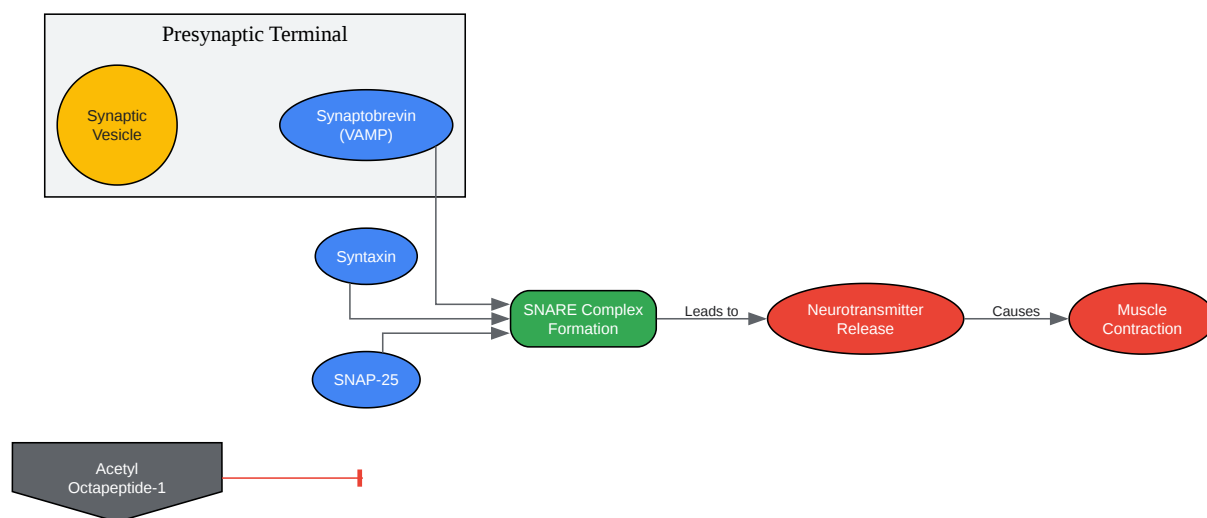 Presynaptic Terminal
Synaptic
Vesicle
Synaptobrevin
(VAMP)
Syntaxin
SNARE Complex
Formation
Leads to
Neurotransmitter
Release
Causes
Muscle
Contraction
SNAP-25
Acetyl
Octapeptide-1